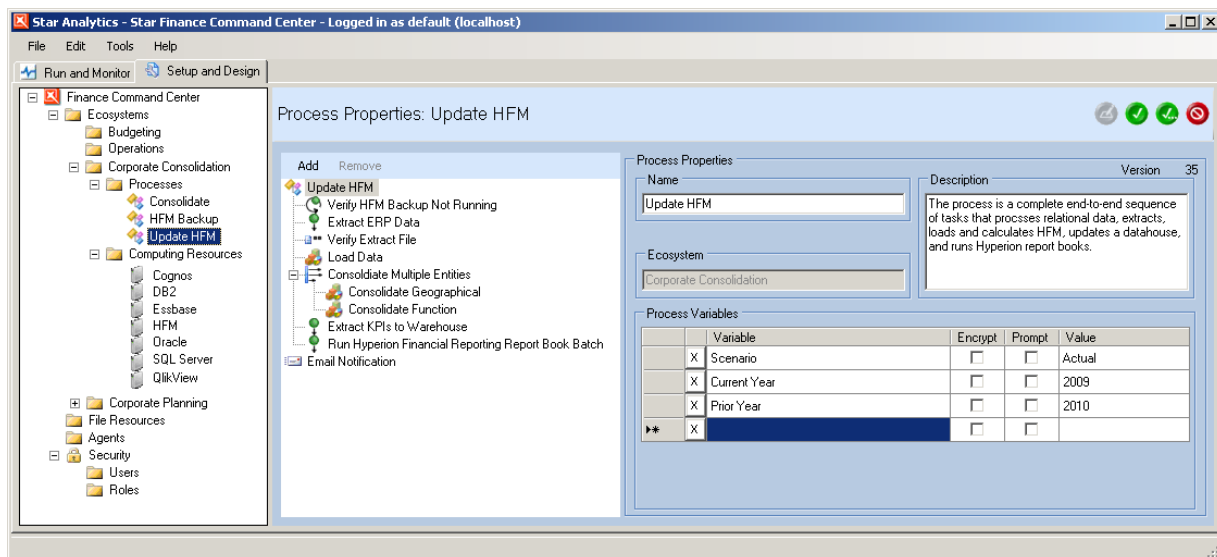 Star Analytics - Star Finance Command Center - Logged in as default (localhost)
File Edit Tools Help
Run and Monitor Setup and Design
Finance Command Center
Ecosystems
Budgeting
Operations
Corporate Consolidation
Processes
Consolidate
HFM Backup
Update HFM
Computing Resources
Cognos
DB2
Essbase
HFM
Oracle
SQL Server
QlikView
Corporate Planning
File Resources
Agents
Security
Users
Roles
Process Properties: Update HFM
Add Remove
Update HFM
Verify HFM Backup Not Running
Extract ERP Data
Verify Extract File
Load Data
Consoldiate Multiple Entities
Consolidate Geographical
Consolidate Function
Extract KPIs to Warehouse
Run Hyperion Financial Reporting Report Book Batch
Email Notification
Process Properties
Version 35
Name
Update HFM
Ecosystem
Corporate Consolidation
Description
The process is a complete end-to-end sequence
of tasks that procsses relational data, extracts,
loads and calculates HFM, updates a datahouse,
and runs Hyperion report books.
Process Variables
Variable Encrypt Prompt Value
X Scenario Actual
X Current Year 2009
X Prior Year 2010
X